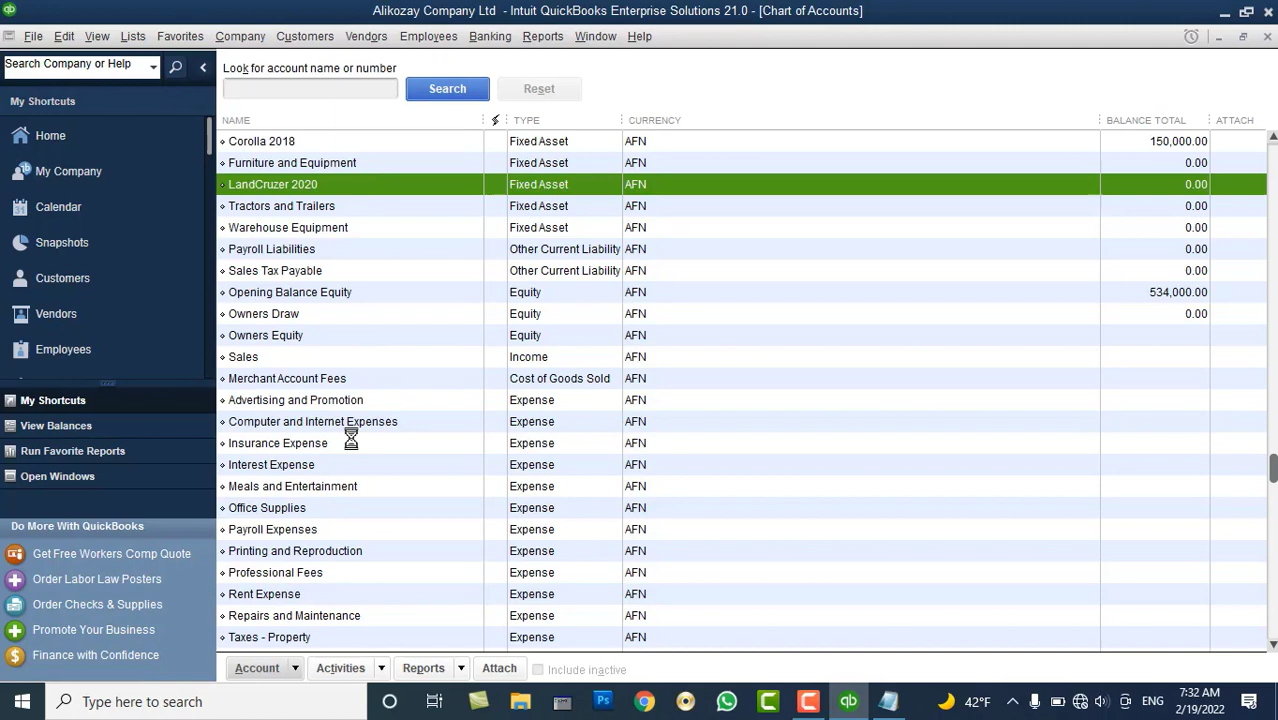 Alikozay Company Ltd - Intuit QuickBooks Enterprise Solutions 21.0 - [Chart of Accounts]
File Edit View Lists Favorites Company Customers Vendors Employees Banking Reports Window Help
Search Company or Help
My Shortcuts
Home
My Company
Calendar
Snapshots
Customers
Vendors
Employees
My Shortcuts
View Balances
Run Favorite Reports
Open Windows
Do More With QuickBooks
Get Free Workers Comp Quote
Order Labor Law Posters
Order Checks & Supplies
Promote Your Business
Finance with Confidence
Look for account name or number
Search Reset
NAME TYPE CURRENCY BALANCE TOTAL ATTACH
Corolla 2018 Fixed Asset AFN 150,000.00
Furniture and Equipment Fixed Asset AFN 0.00
LandCruzer 2020 Fixed Asset AFN 0.00
Tractors and Trailers Fixed Asset AFN 0.00
Warehouse Equipment Fixed Asset AFN 0.00
Payroll Liabilities Other Current Liability AFN 0.00
Sales Tax Payable Other Current Liability AFN 0.00
Opening Balance Equity Equity AFN 534,000.00
Owners Draw Equity AFN 0.00
Owners Equity Equity AFN
Sales Income AFN
Merchant Account Fees Cost of Goods Sold AFN
Advertising and Promotion Expense AFN
Computer and Internet Expenses Expense AFN
Insurance Expense Expense AFN
Interest Expense Expense AFN
Meals and Entertainment Expense AFN
Office Supplies Expense AFN
Payroll Expenses Expense AFN
Printing and Reproduction Expense AFN
Professional Fees Expense AFN
Rent Expense Expense AFN
Repairs and Maintenance Expense AFN
Taxes - Property Expense AFN
Account Activities Reports Attach Include inactive
Type here to search 42°F ENG 7:32 AM
2/19/2022